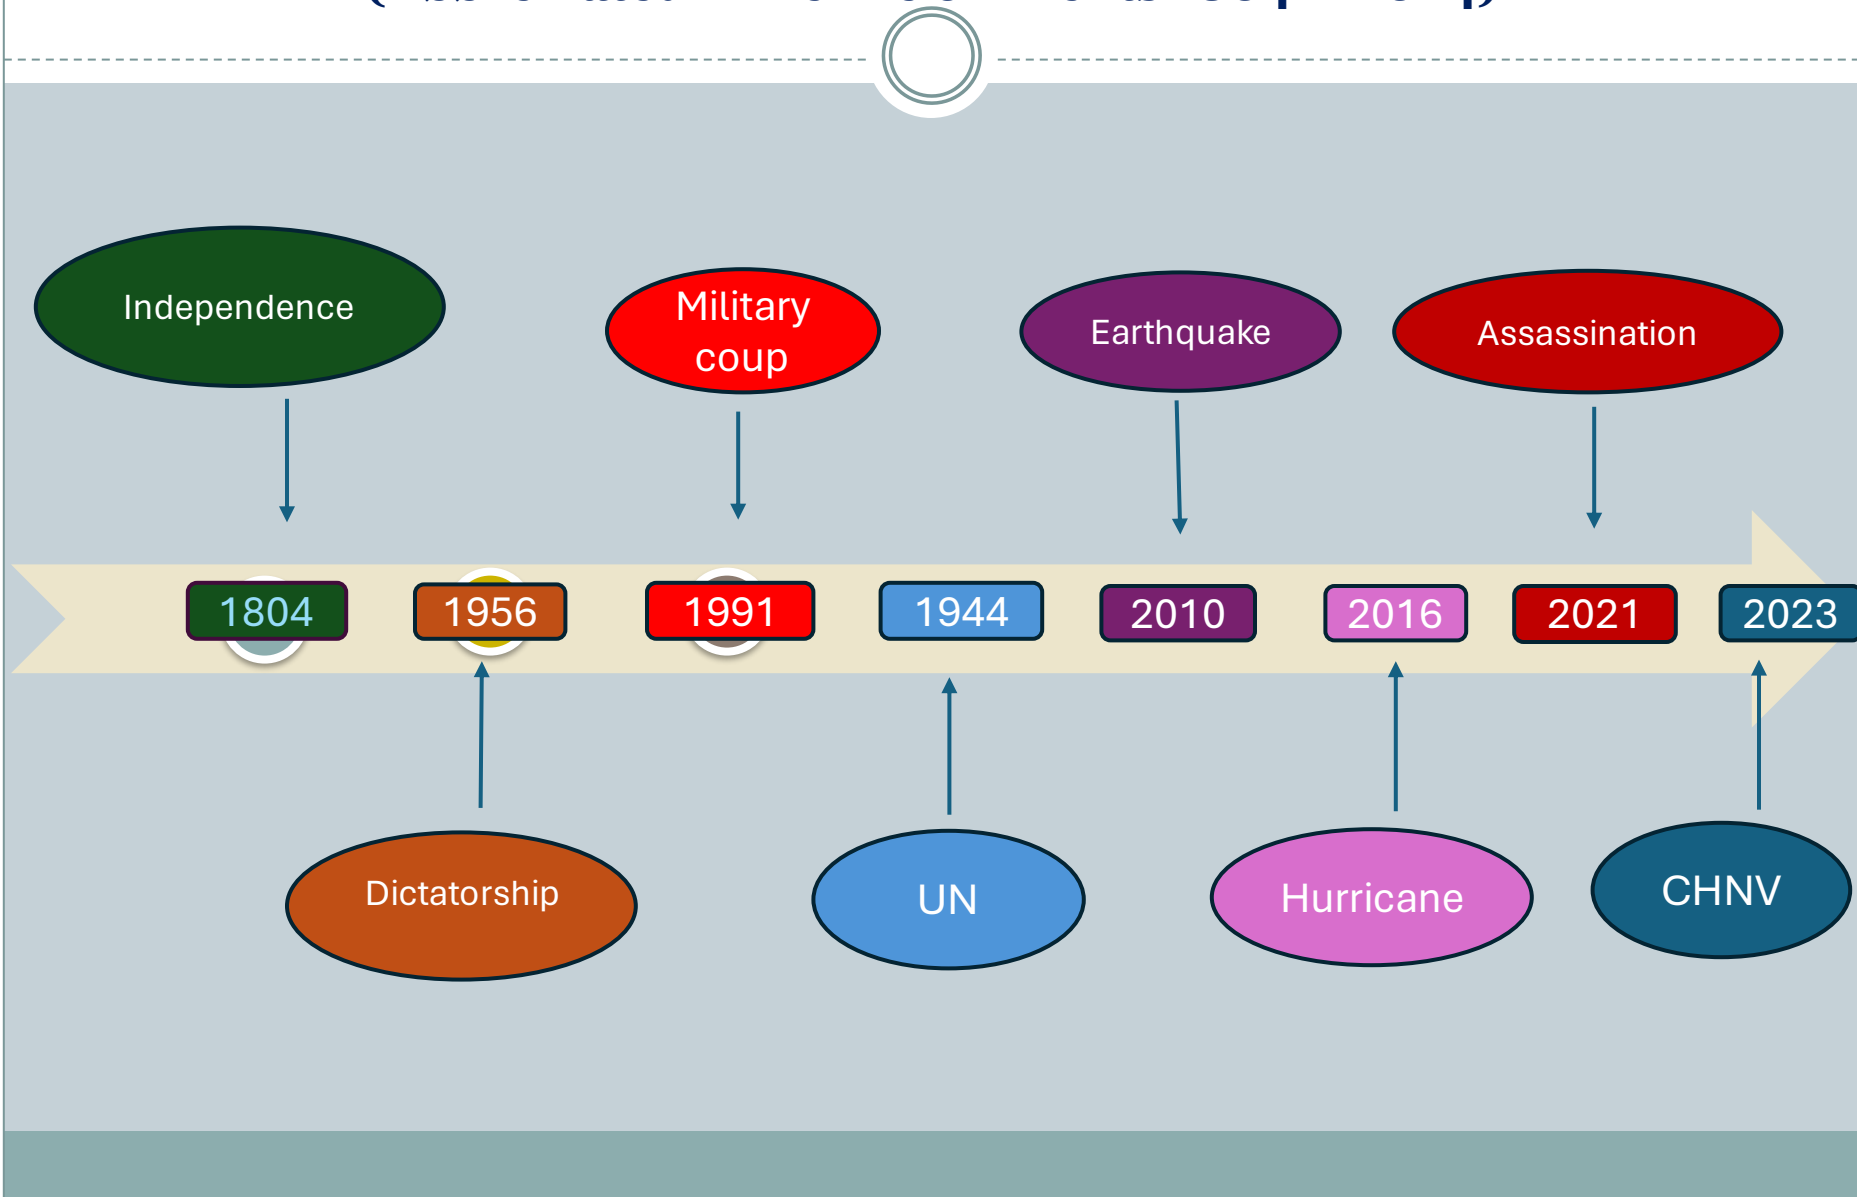 Independence
Military
coup
Earthquake
Assassination
1804
1956
1991
1944
2010
2016
2021
2023
Dictatorship
UN
Hurricane
CHNV